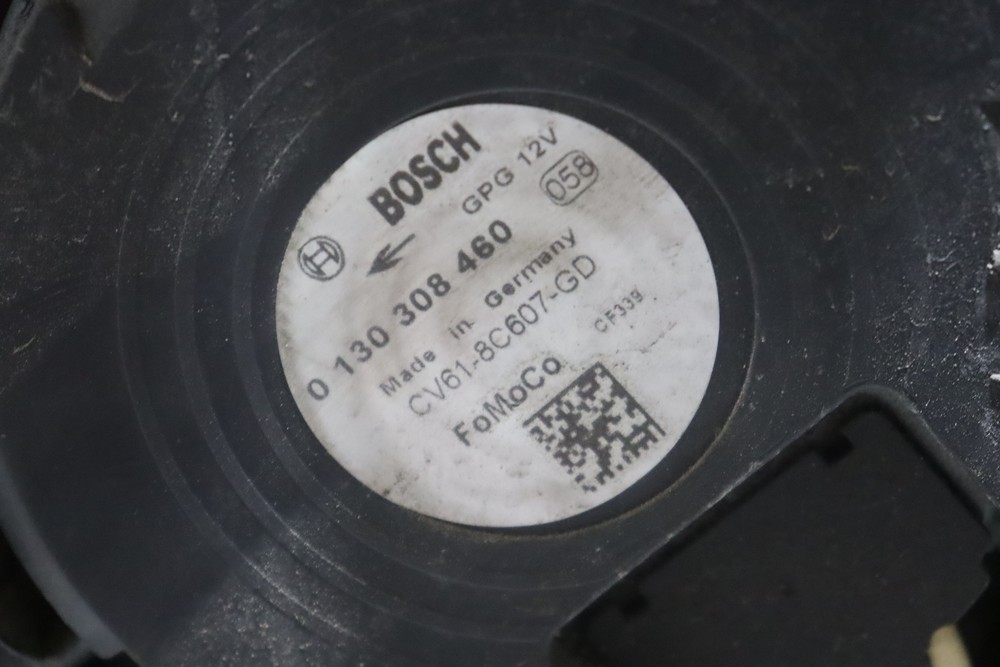 BOSCH
GPG 12V
058
0 130 308 460
Made in Germany
CV61-8C607-GD
CF339
FoMoCo